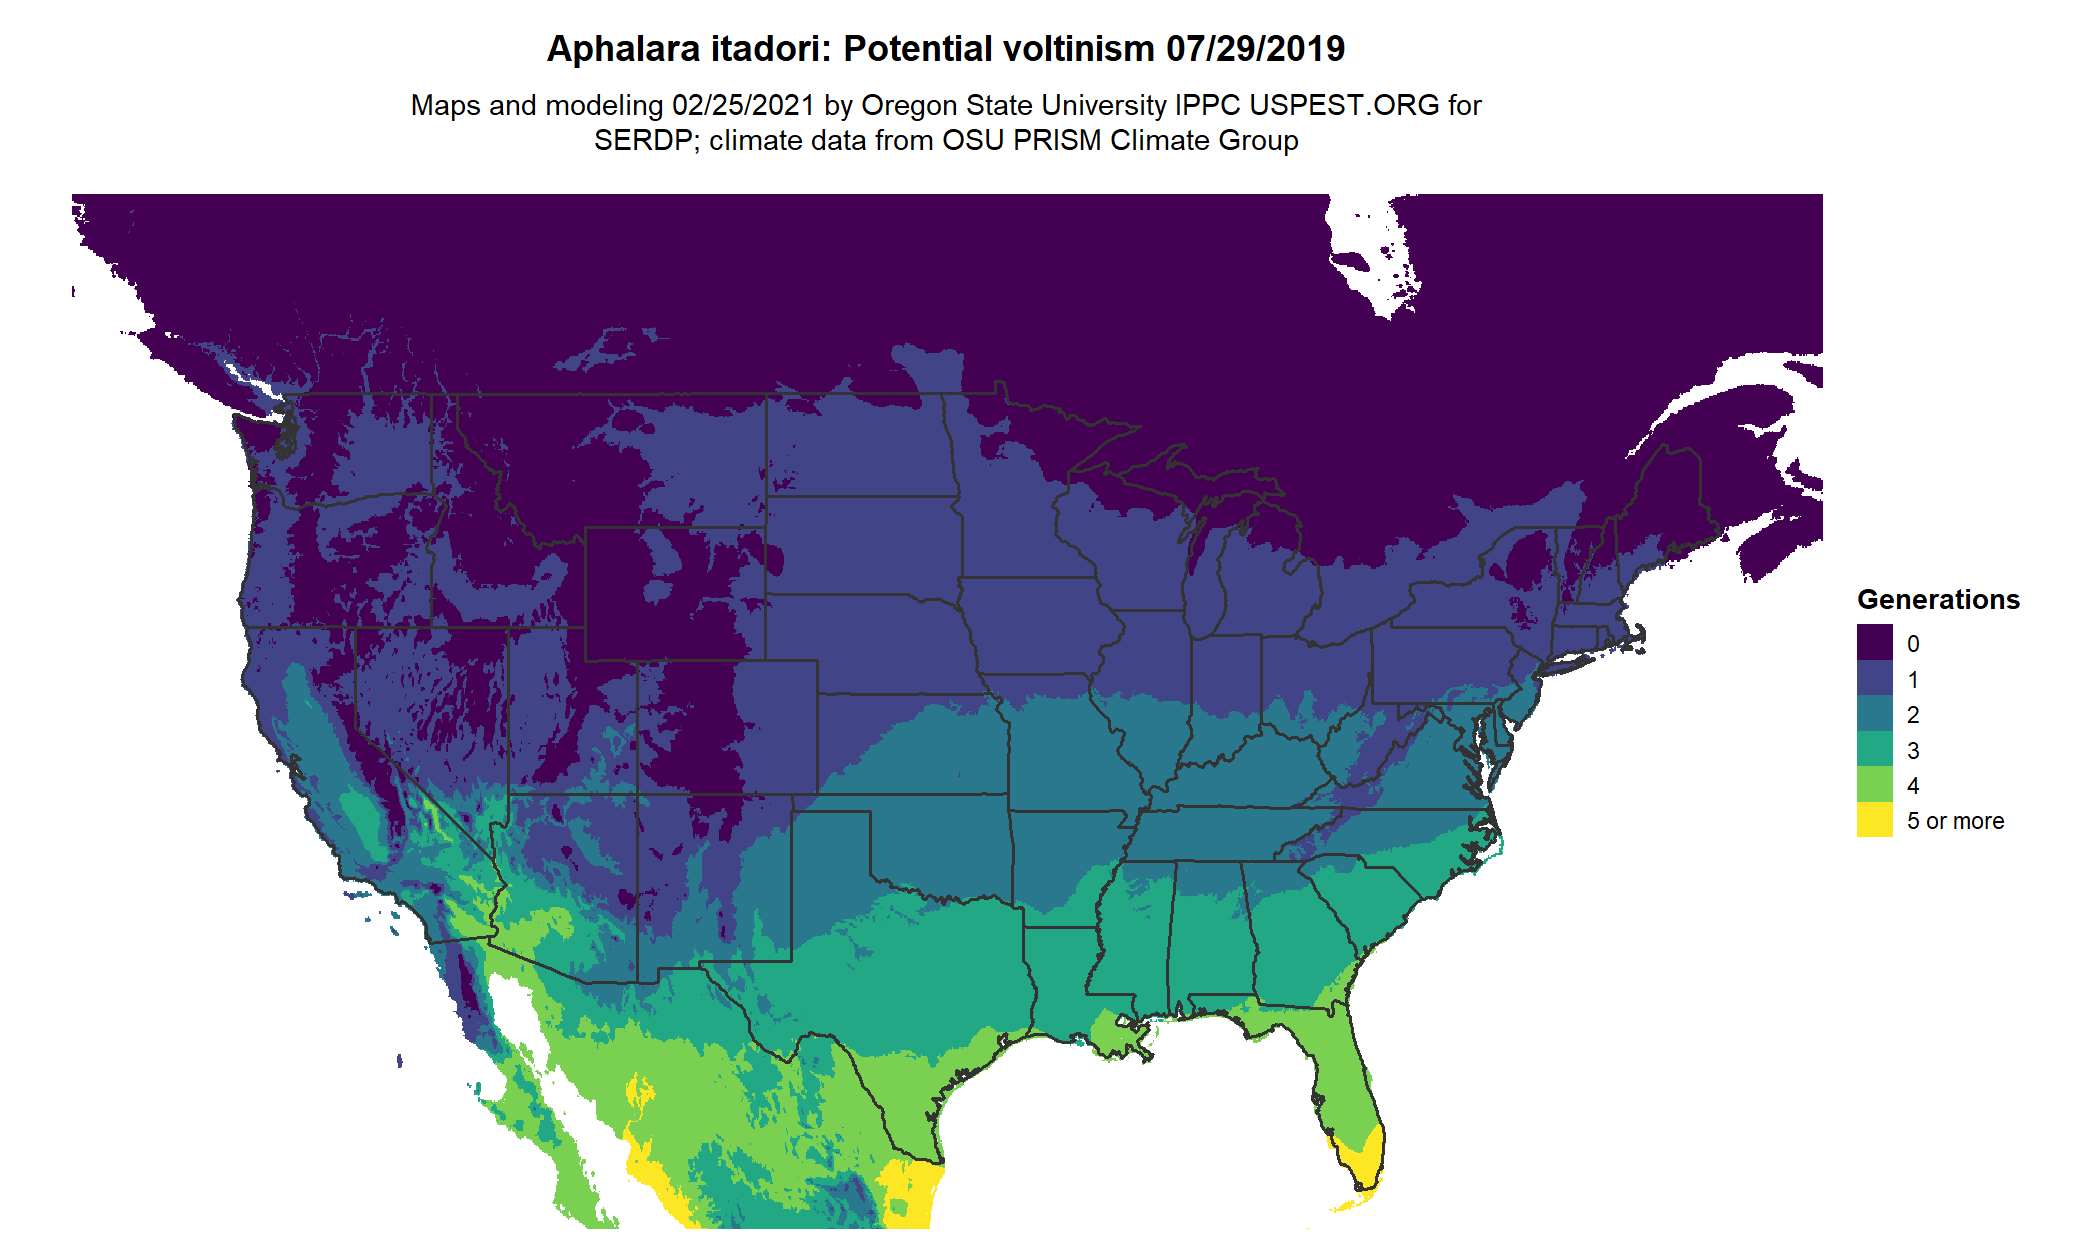 Aphalara itadori: Potential voltinism 07/29/2019
Maps and modeling 02/25/2021 by Oregon State University IPPC USPEST.ORG for
SERDP; climate data from OSU PRISM Climate Group
Generations
0
1
2
3
4
5 or more